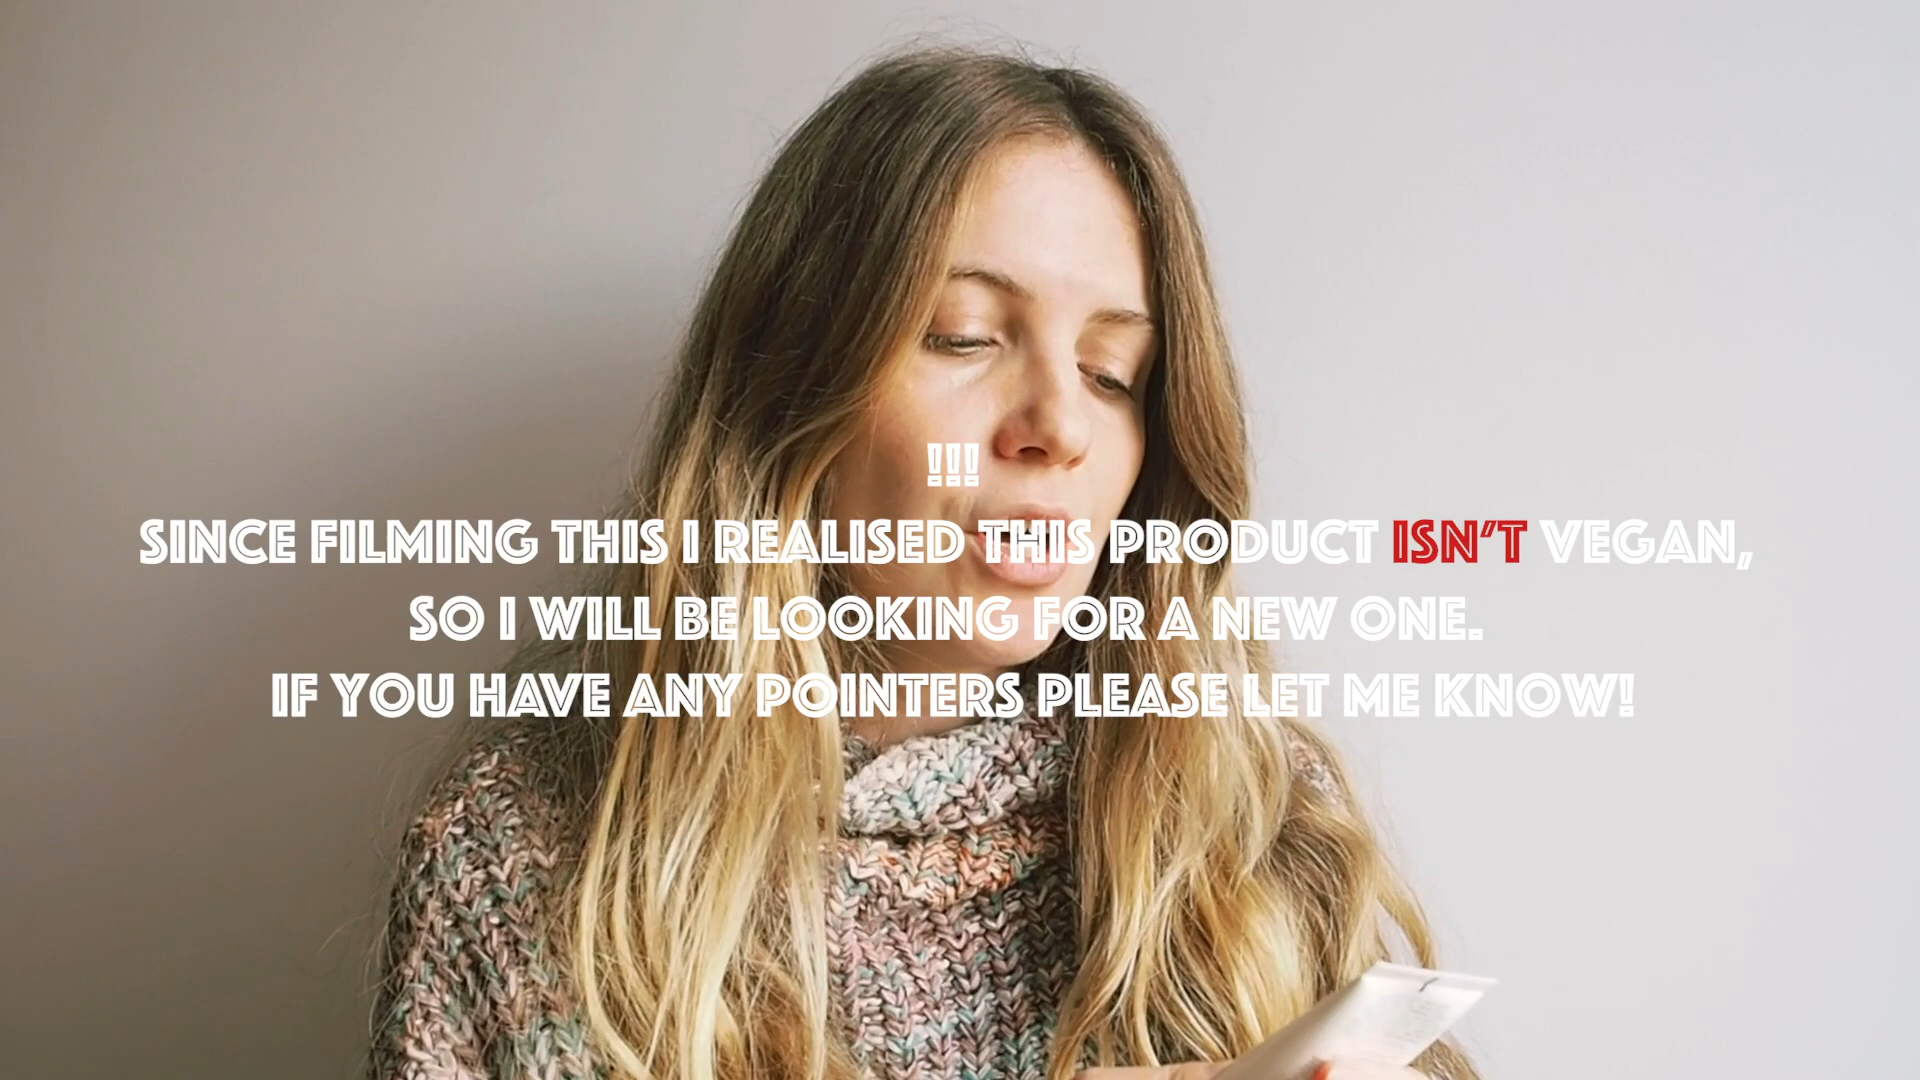 !!!
SINCE FILMING THIS I REALISED THIS PRODUCT ISN'T VEGAN,
SO I WILL BE LOOKING FOR A NEW ONE.
IF YOU HAVE ANY POINTERS PLEASE LET ME KNOW!